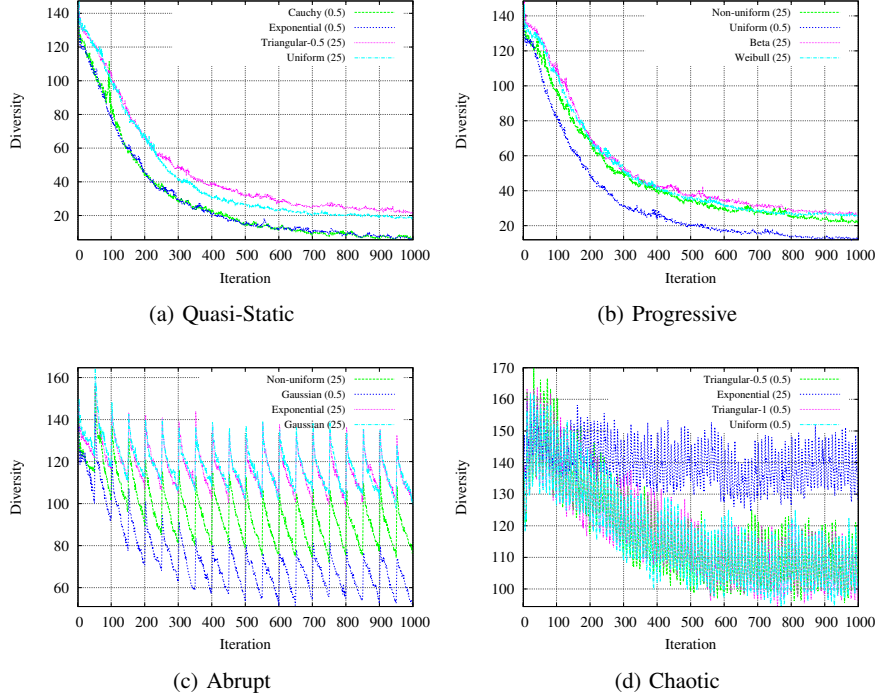 140
120
100
80
60
40
20
Diversity
0 100 200 300 400 500 600 700 800 900 1000
Iteration
Cauchy (0.5)
Exponential (0.5)
Triangular-0.5 (25)
Uniform (25)
(a) Quasi-Static
140
120
100
80
60
40
20
Diversity
0 100 200 300 400 500 600 700 800 900 1000
Iteration
Non-uniform (25)
Uniform (0.5)
Beta (25)
Weibull (25)
(b) Progressive
160
140
120
100
80
60
Diversity
0 100 200 300 400 500 600 700 800 900 1000
Iteration
Non-uniform (25)
Gaussian (0.5)
Exponential (25)
Gaussian (25)
(c) Abrupt
170
160
150
140
130
120
110
100
Diversity
0 100 200 300 400 500 600 700 800 900 1000
Iteration
Triangular-0.5 (0.5)
Exponential (25)
Triangular-1 (0.5)
Uniform (0.5)
(d) Chaotic